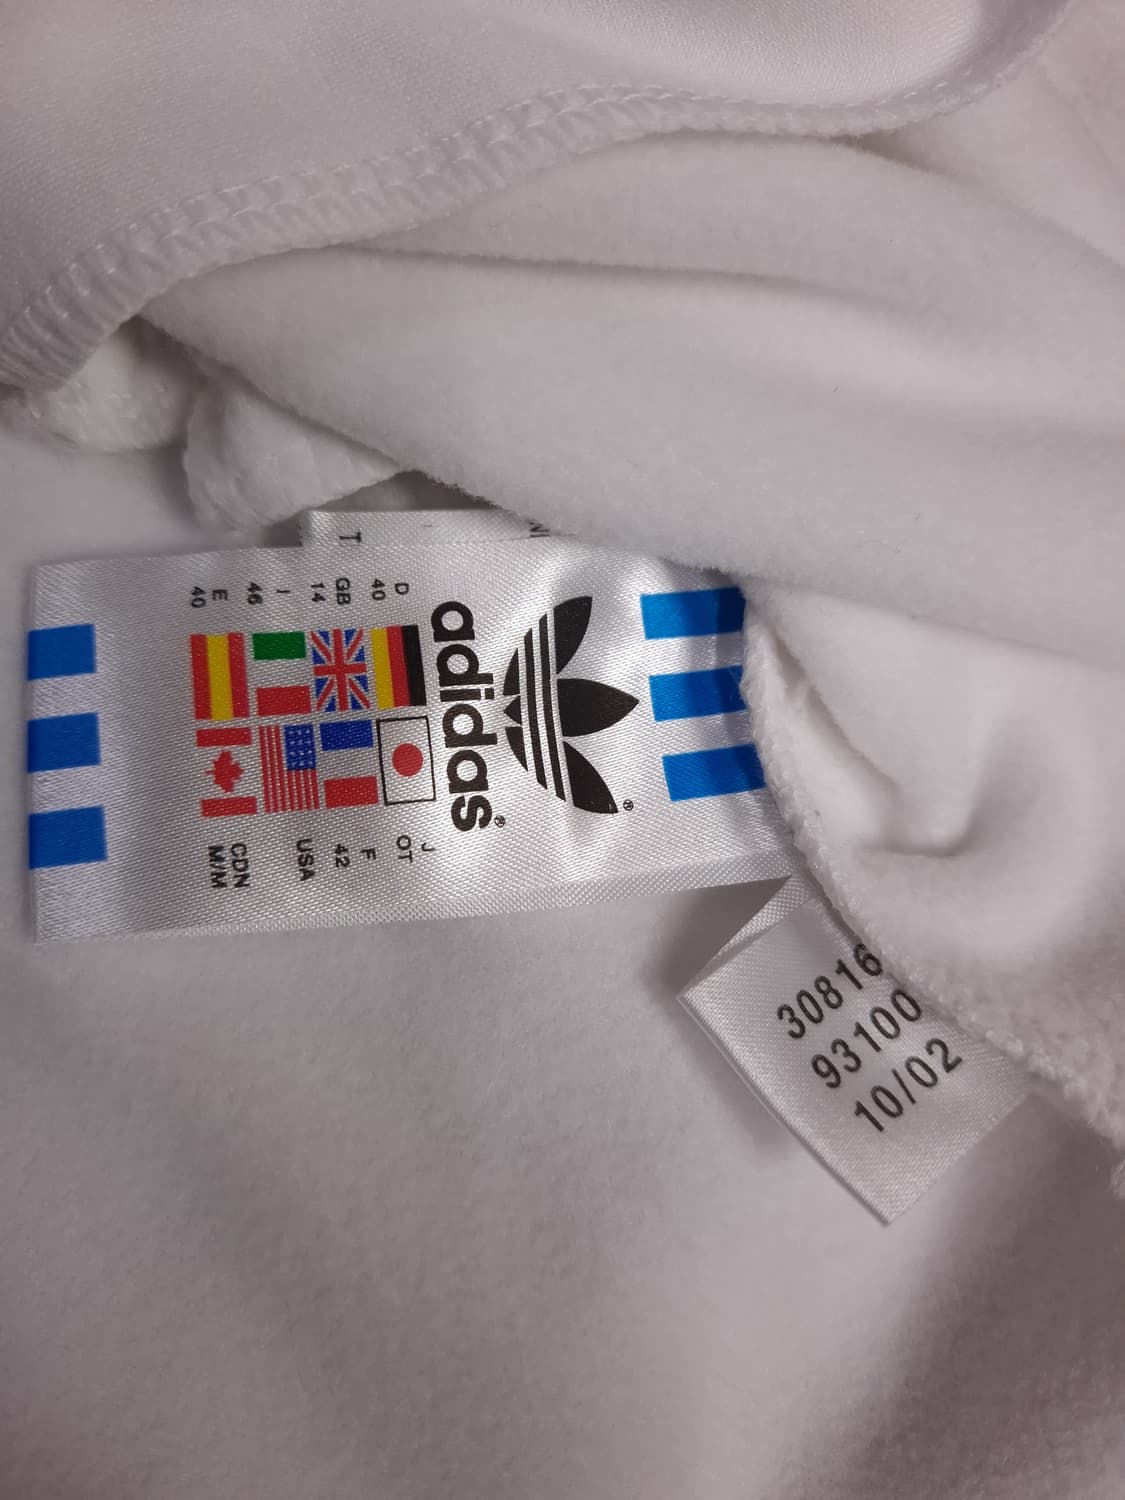 ®
adidas®
D J
40 OT
GB F
14 42
I USA
46
E CDN
40 M/M
30816
93100
10/02